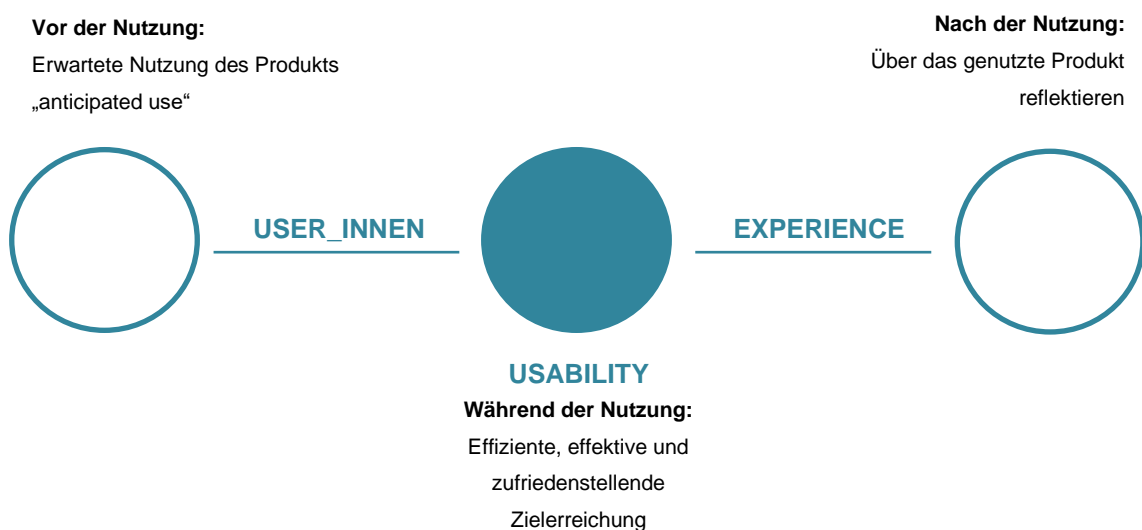 Vor der Nutzung:
Erwartete Nutzung des Produkts
„anticipated use“
Nach der Nutzung:
Über das genutzte Produkt
reflektieren
USER_INNEN
EXPERIENCE
USABILITY
Während der Nutzung:
Effiziente, effektive und
zufriedenstellende
Zielerreichung